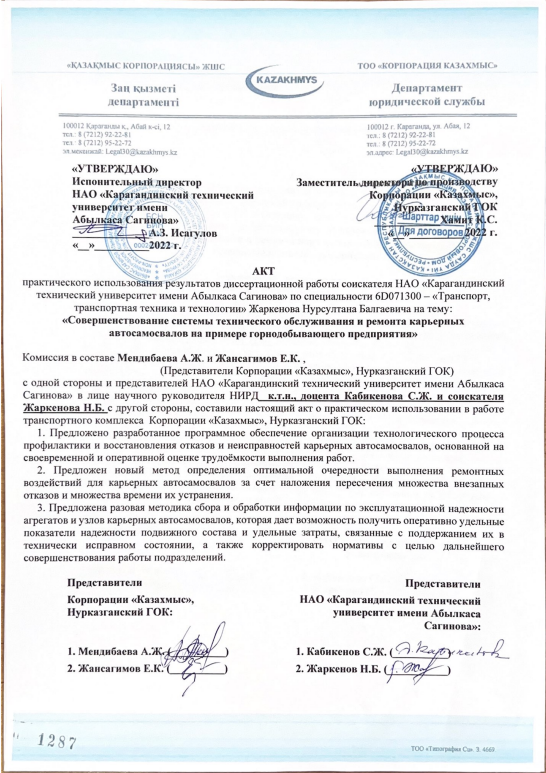 «ҚАЗАҚМЫС КОРПОРАЦИЯСЫ» ЖШС
KAZAKHMYS
ТОО «КОРПОРАЦИЯ КАЗАХМЫС»
Заң қызметі
департаменті
Департамент
юридической службы
100012 Қарағанды қ., Абай к-сі, 12
тел.: 8 (7212) 92-22-81
тел.: 8 (7212) 95-22-72
эл.мекенжай: Legal30@kazakhmys.kz
100012 г. Караганда, ул. Абая, 12
тел.: 8 (7212) 92-22-81
тел.: 8 (7212) 95-22-72
эл.адрес: Legal30@kazakhmys.kz
«УТВЕРЖДАЮ»
Испонительный директор
НАО «Карагандинский технический
университет имени
Абылкаса Сагинова»
А.З. Исагулов
«__»__________2022 г.
«УТВЕРЖДАЮ»
Заместитель директора по производству
Корпорации «Казахмыс»,
Нурказганский ГОК
Хамит К.С.
«__»__________2022 г.
Шарттар үшін
Для договоров
АКТ
практического использования результатов диссертационной работы соискателя НАО «Карагандинский
технический университет имени Абылкаса Сагинова» по специальности 6D071300 – «Транспорт,
транспортная техника и технологии» Жаркенова Нурсултана Балгаевича на тему:
«Совершенствование системы технического обслуживания и ремонта карьерных
автосамосвалов на примере горнодобывающего предприятия»
Комиссия в составе Мендибаева А.Ж. и Жансагимов Е.К. ,
(Представители Корпорации «Казахмыс», Нурказганский ГОК)
с одной стороны и представителей НАО «Карагандинский технический университет имени Абылкаса
Сагинова» в лице научного руководителя НИРД к.т.н., доцента Кабикенова С.Ж. и соискателя
Жаркенова Н.Б. с другой стороны, составили настоящий акт о практическом использовании в работе
транспортного комплекса Корпорации «Казахмыс», Нурказганский ГОК:
1. Предложено разработанное программное обеспечение организации технологического процесса
профилактики и восстановления отказов и неисправностей карьерных автосамосвалов, основанной на
своевременной и оперативной оценке трудоёмкости выполнения работ.
2. Предложен новый метод определения оптимальной очередности выполнения ремонтных
воздействий для карьерных автосамосвалов за счет наложения пересечения множества внезапных
отказов и множества времени их устранения.
3. Предложена разовая методика сбора и обработки информации по эксплуатационной надежности
агрегатов и узлов карьерных автосамосвалов, которая дает возможность получить оперативно удельные
показатели надежности подвижного состава и удельные затраты, связанные с поддержанием их в
технически исправном состоянии, а также корректировать нормативы с целью дальнейшего
совершенствования работы подразделений.
Представители
Корпорации «Казахмыс»,
Нурказганский ГОК:
1. Мендибаева А.Ж. (__________)
2. Жансагимов Е.К. (__________)
Представители
НАО «Карагандинский технический
университет имени Абылкаса
Сагинова»:
1. Кабикенов С.Ж. (__________)
2. Жаркенов Н.Б. (__________)
1287
ТОО «Типография Сц». З. 4669